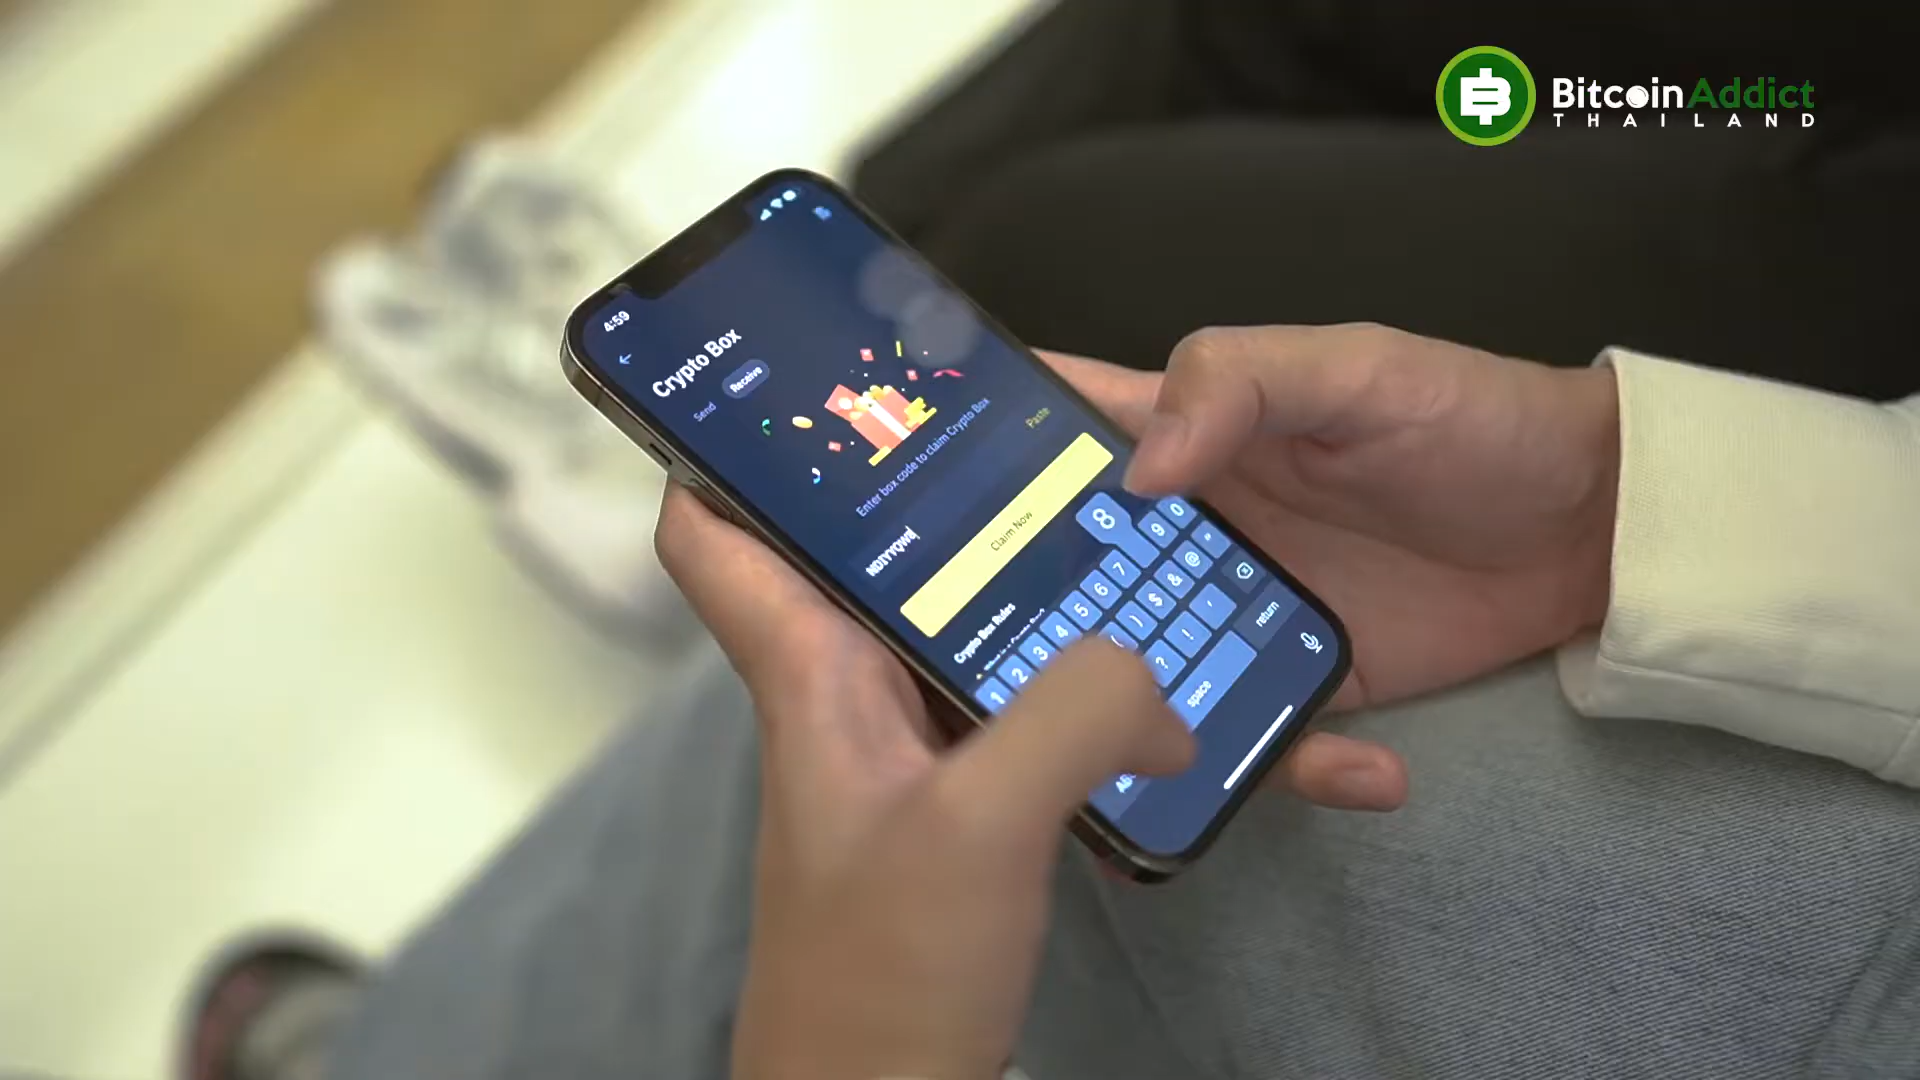 BitcoinAddict
THAILAND
4:59
Crypto Box
Send
Receive
Enter box code to claim Crypto Box
Paste
Claim Now
Crypto Box Rules
8
1 2 3 4 5 6 7 9 0
) $ & @ "
? ! '
space
return